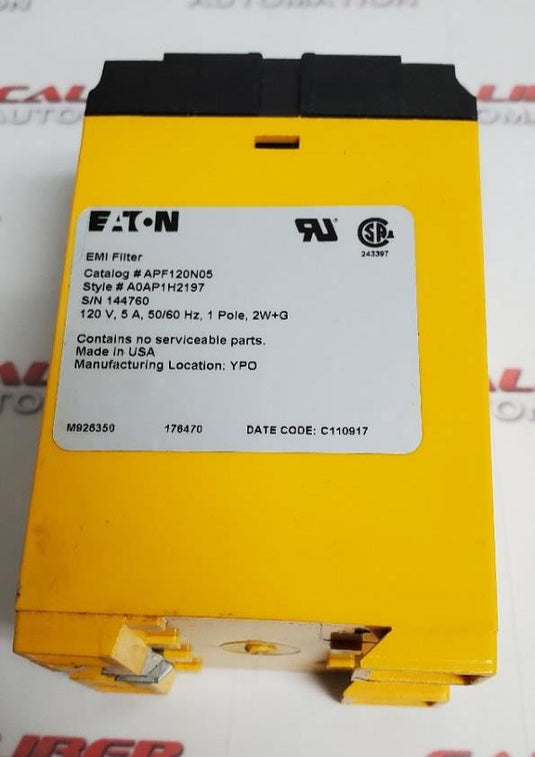 EATON
EMI Filter
Catalog # APF120N05
Style # A0AP1H2197
S/N 144760
120 V, 5 A, 50/60 Hz, 1 Pole, 2W+G
243397
Contains no serviceable parts.
Made in USA
Manufacturing Location: YPO
M926350 176470 DATE CODE: C110917